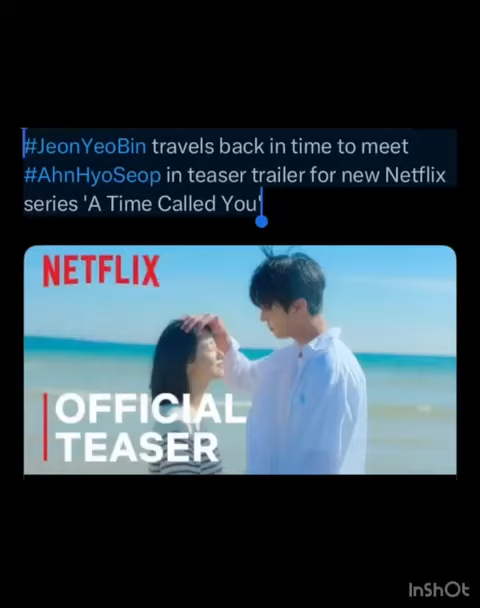 #JeonYeoBin travels back in time to meet
#AhnHyoSeop in teaser trailer for new Netflix
series 'A Time Called You'
NETFLIX
OFFICIAL
TEASER
InShOt